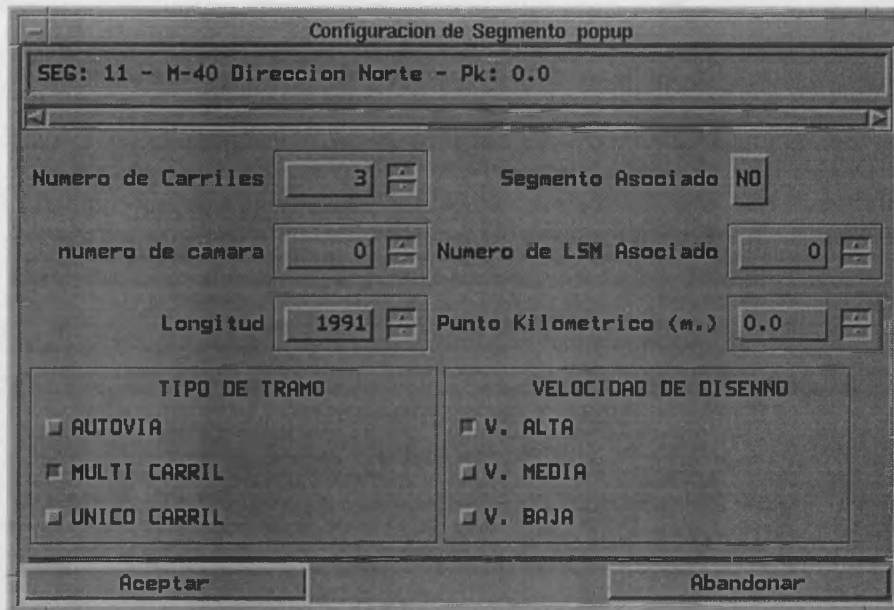 Configuracion de Segmento popup
SEG: 11 - M-40 Direccion Norte - Pk: 0.0
Numero de Carriles 3 Segmento Asociado NO
numero de camara 0 Numero de LSM Asociado 0
Longitud 1991 Punto Kilometrico (m.) 0.0
TIPO DE TRAMO
AUTOVIA
MULTI CARRIL
UNICO CARRIL
VELOCIDAD DE DISENNO
V. ALTA
V. MEDIA
V. BAJA
Aceptar Abandonar